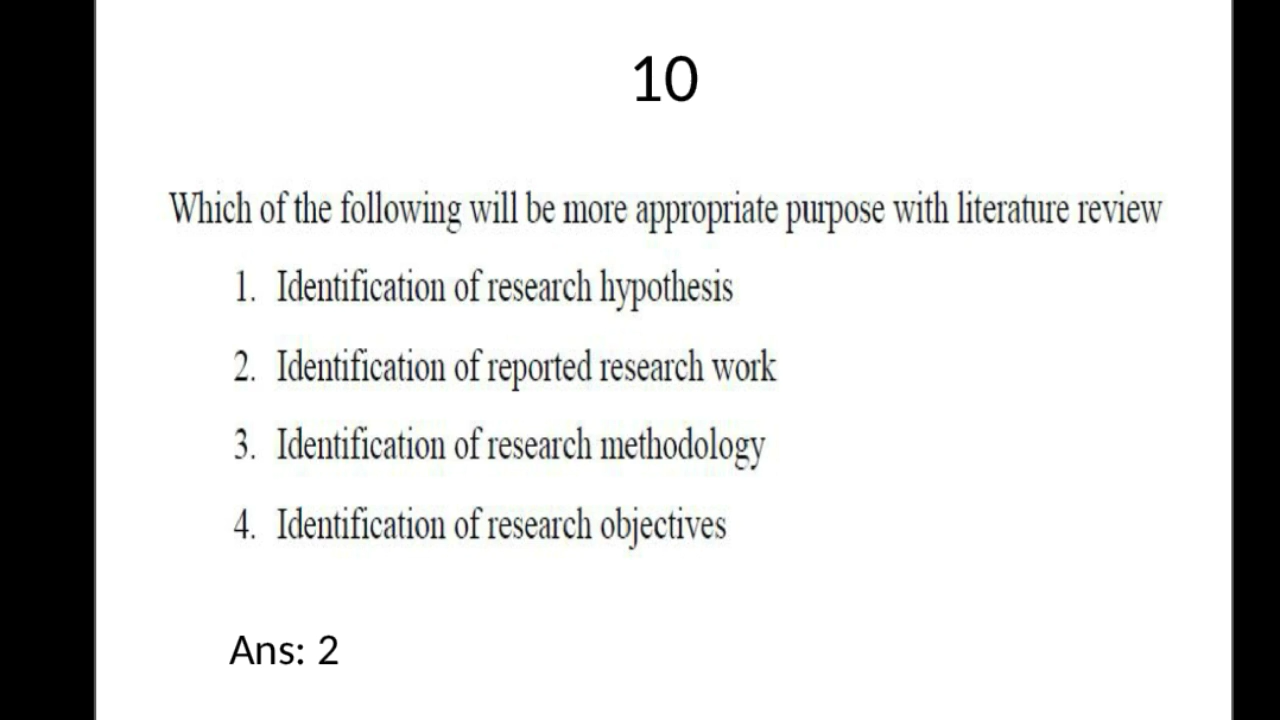 10
Which of the following will be more appropriate purpose with literature review
1. Identification of research hypothesis
2. Identification of reported research work
3. Identification of research methodology
4. Identification of research objectives
Ans: 2